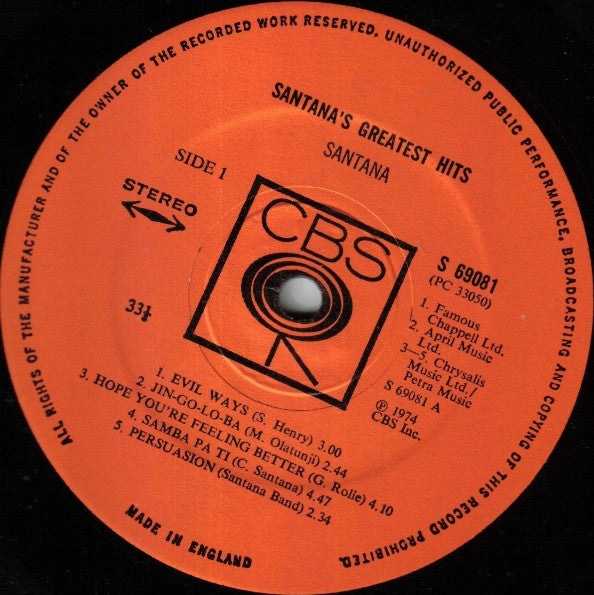 ALL RIGHTS OF THE MANUFACTURER AND OF THE OWNER OF THE RECORDED WORK RESERVED. UNAUTHORIZED PUBLIC PERFORMANCE, BROADCASTING AND COPYING OF THIS RECORD PROHIBITED.
SANTANA'S GREATEST HITS
SANTANA
SIDE 1
STEREO
33⅓
CBS
S 69081
(PC 33050)
1. Famous
Chappell Ltd.
2. April Music
Ltd.
3—5. Chrysalis
Music Ltd./
Petra Music
S 69081 A
℗ 1974
CBS Inc.
1. EVIL WAYS (S. Henry) 3.00
2. JIN-GO-LO-BA (M. Olatunji) 2.44
3. HOPE YOU'RE FEELING BETTER (G. Rolie) 4.10
4. SAMBA PA TI (C. Santana) 4.47
5. PERSUASION (Santana Band) 2.34
MADE IN ENGLAND